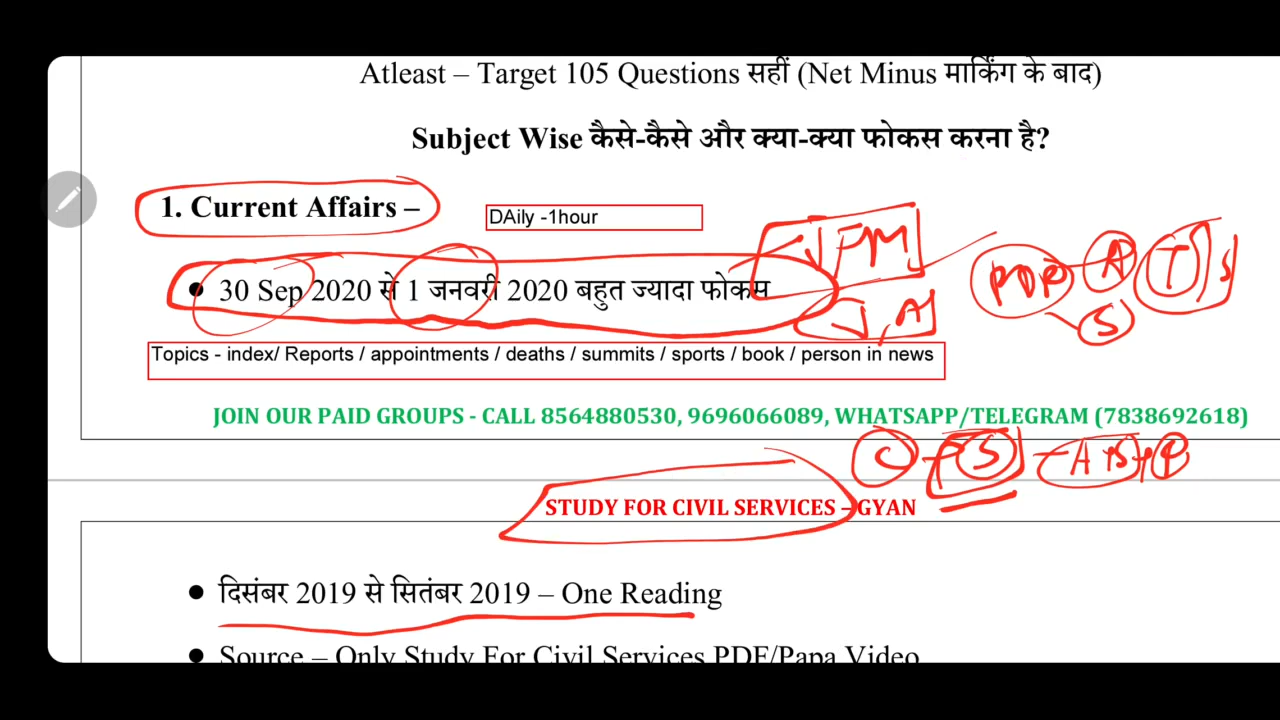 Atleast – Target 105 Questions सहीं (Net Minus मार्किंग के बाद)
Subject Wise कैसे-कैसे और क्या-क्या फोकस करना है?
1. Current Affairs –
DAily -1hour
JFM
PDF A T S
● 30 Sep 2020 से 1 जनवरी 2020 बहुत ज्यादा फोकस
J, A
S
Topics - index/ Reports / appointments / deaths / summits / sports / book / person in news
JOIN OUR PAID GROUPS - CALL 8564880530, 9696066089, WHATSAPP/TELEGRAM (7838692618)
STUDY FOR CIVIL SERVICES – GYAN
● दिसंबर 2019 से सितंबर 2019 – One Reading
● Source – Only Study For Civil Services PDF/Papa Video